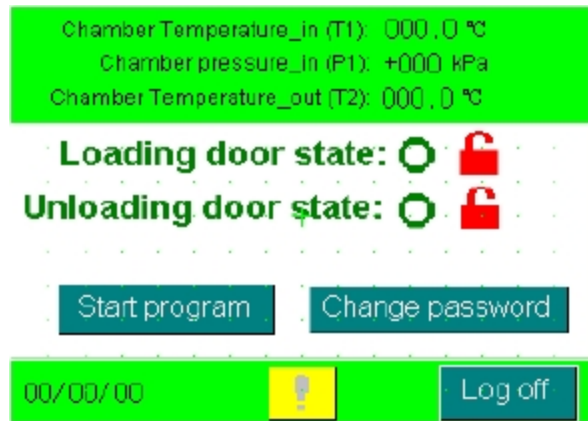 Chamber Temperature_in (T1): 000.0 ℃
Chamber pressure_in (P1): +000 kPa
Chamber Temperature_out (T2): 000.0 ℃
Loading door state:
Unloading door state:
Start program
Change password
00/00/00
!
Log off